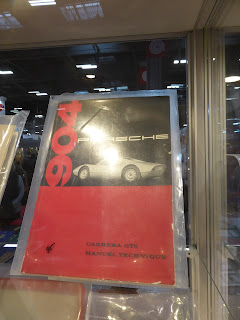 904
PORSCHE
CARRERA GTS
MANUEL TECHNIQUE